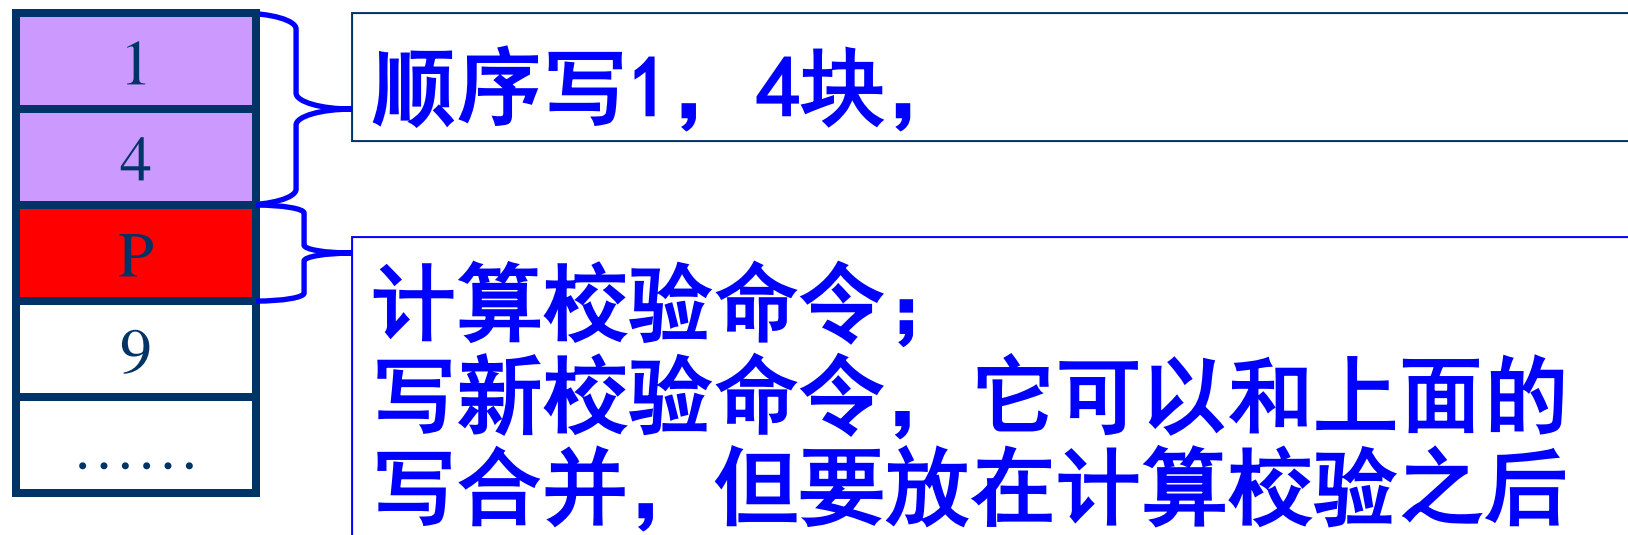 1
4
P
9
……
顺序写1，4块，
计算校验命令；
写新校验命令，它可以和上面的
写合并，但要放在计算校验之后